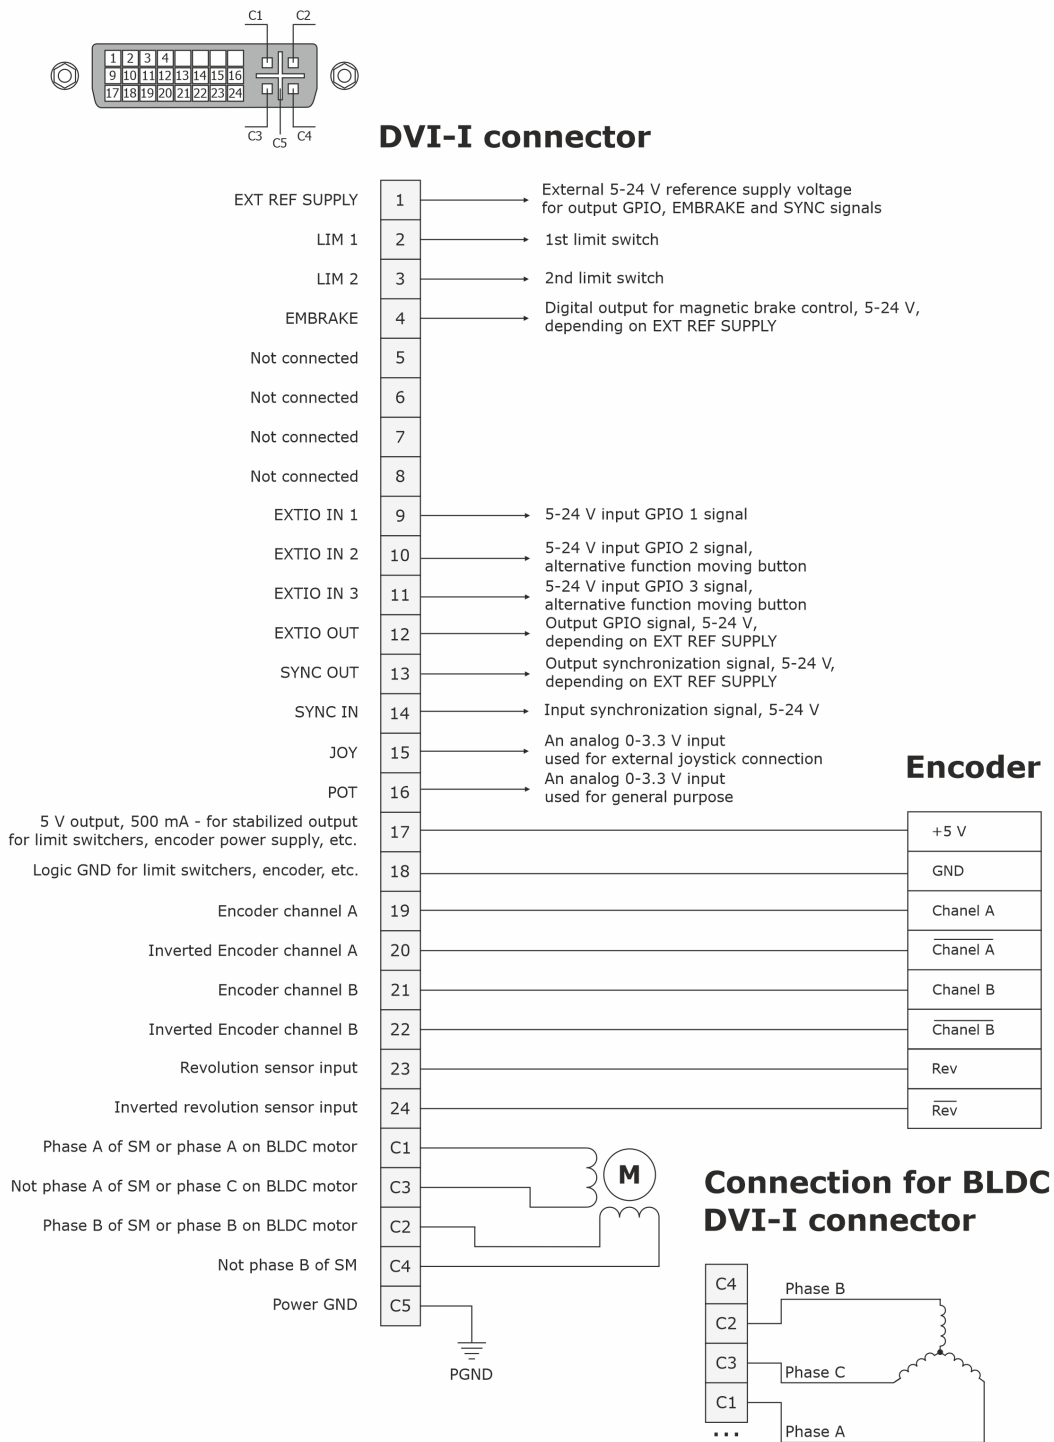 C1 C2
1 2 3 4
9 10 11 12 13 14 15 16
17 18 19 20 21 22 23 24
C3 C5 C4
DVI-I connector
EXT REF SUPPLY 1 External 5-24 V reference supply voltage
for output GPIO, EMBRAKE and SYNC signals
LIM 1 2 1st limit switch
LIM 2 3 2nd limit switch
EMBRAKE 4 Digital output for magnetic brake control, 5-24 V,
depending on EXT REF SUPPLY
Not connected 5
Not connected 6
Not connected 7
Not connected 8
EXTIO IN 1 9 5-24 V input GPIO 1 signal
EXTIO IN 2 10 5-24 V input GPIO 2 signal,
alternative function moving button
EXTIO IN 3 11 5-24 V input GPIO 3 signal,
alternative function moving button
EXTIO OUT 12 Output GPIO signal, 5-24 V,
depending on EXT REF SUPPLY
SYNC OUT 13 Output synchronization signal, 5-24 V,
depending on EXT REF SUPPLY
SYNC IN 14 Input synchronization signal, 5-24 V
JOY 15 An analog 0-3.3 V input
used for external joystick connection
POT 16 An analog 0-3.3 V input
used for general purpose
Encoder
5 V output, 500 mA - for stabilized output
for limit switchers, encoder power supply, etc. 17 +5 V
Logic GND for limit switchers, encoder, etc. 18 GND
Encoder channel A 19 Chanel A
Inverted Encoder channel A 20 Chanel A
Encoder channel B 21 Chanel B
Inverted Encoder channel B 22 Chanel B
Revolution sensor input 23 Rev
Inverted revolution sensor input 24 Rev
Phase A of SM or phase A on BLDC motor C1
Not phase A of SM or phase C on BLDC motor C3
Phase B of SM or phase B on BLDC motor C2
Not phase B of SM C4
Power GND C5
M
PGND
Connection for BLDC
DVI-I connector
C4
Phase B
C2
C3
Phase C
C1
Phase A
...